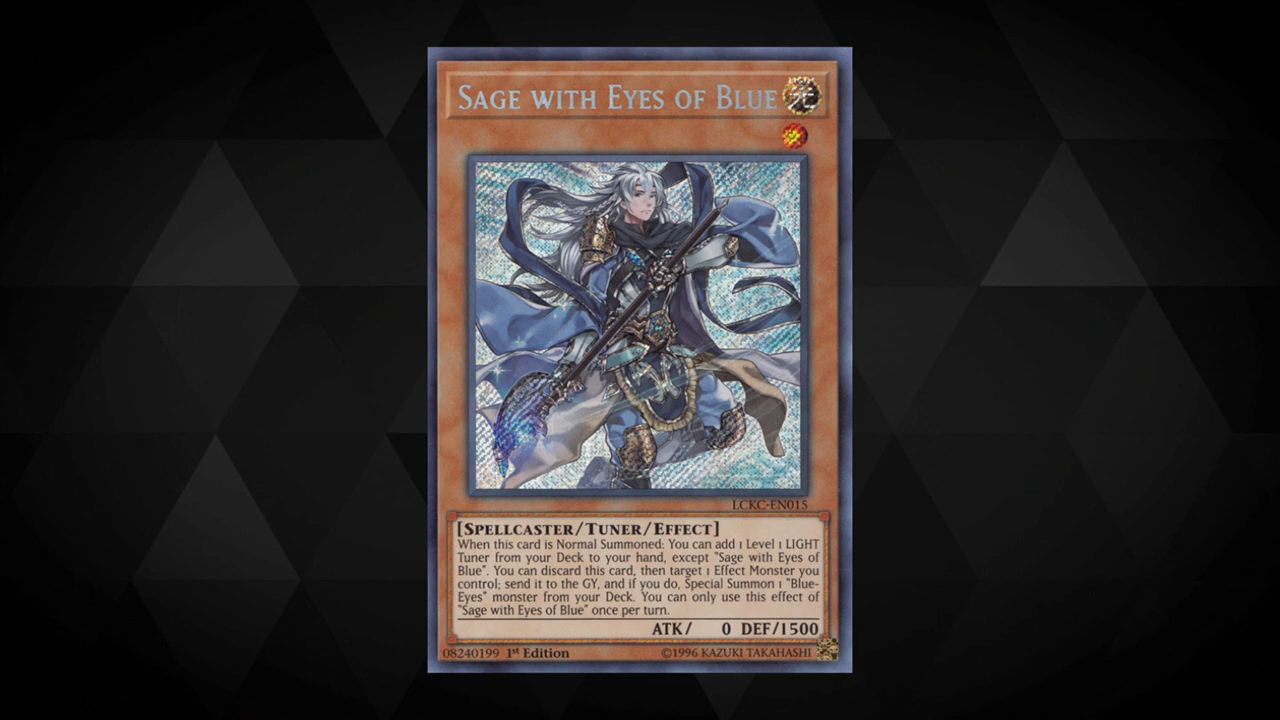 SAGE WITH EYES OF BLUE
光
LCKC-EN015
[SPELLCASTER/TUNER/EFFECT]
When this card is Normal Summoned: You can add 1 Level 1 LIGHT
Tuner from your Deck to your hand, except "Sage with Eyes of
Blue". You can discard this card, then target 1 Effect Monster you
control; send it to the GY, and if you do, Special Summon 1 "Blue-
Eyes" monster from your Deck. You can only use this effect of
"Sage with Eyes of Blue" once per turn.
ATK/ 0 DEF/1500
08240199 1st Edition ©1996 KAZUKI TAKAHASHI